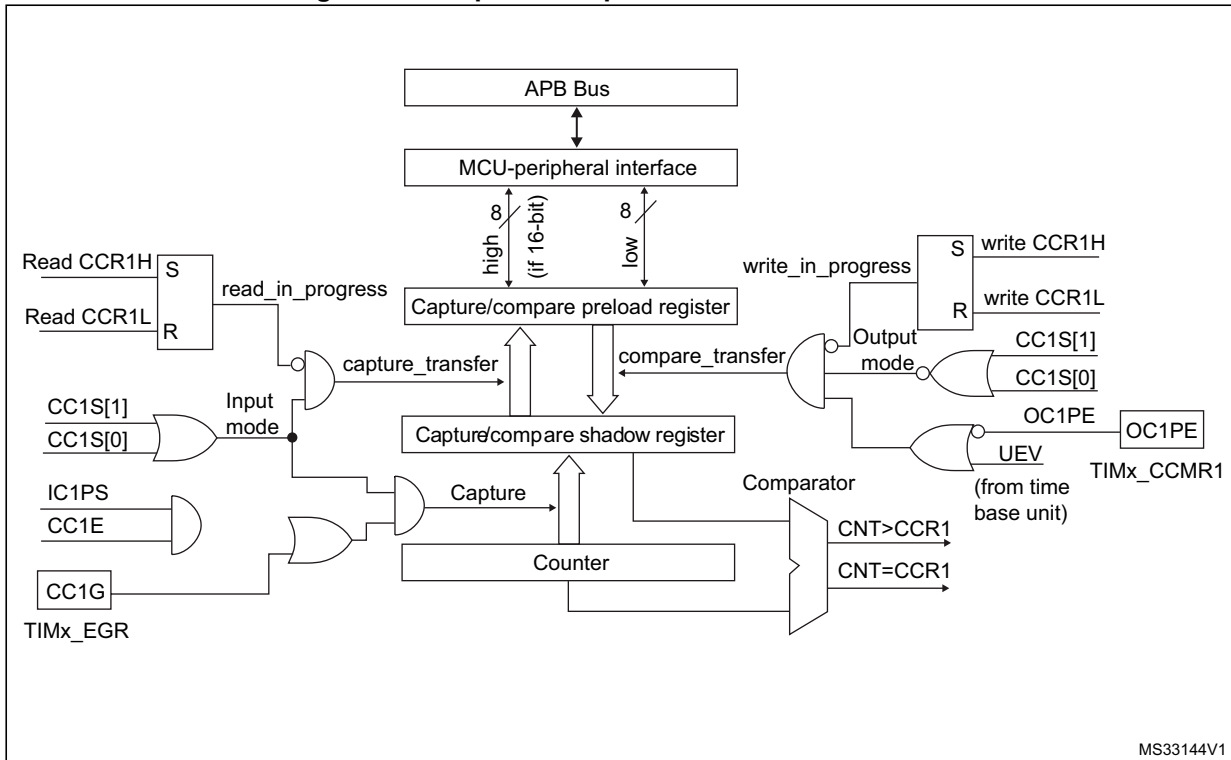 APB Bus
MCU-peripheral interface
8
high
(if 16-bit)
8
low
Read CCR1H
S
read_in_progress
Read CCR1L
R
write_in_progress
S
write CCR1H
R
write CCR1L
Capture/compare preload register
capture_transfer
compare_transfer
Output
mode
CC1S[1]
CC1S[0]
CC1S[1]
CC1S[0]
Input
mode
Capture/compare shadow register
OC1PE
OC1PE
UEV
TIMx_CCMR1
(from time
base unit)
IC1PS
CC1E
Capture
Comparator
CNT>CCR1
CNT=CCR1
Counter
CC1G
TIMx_EGR
MS33144V1